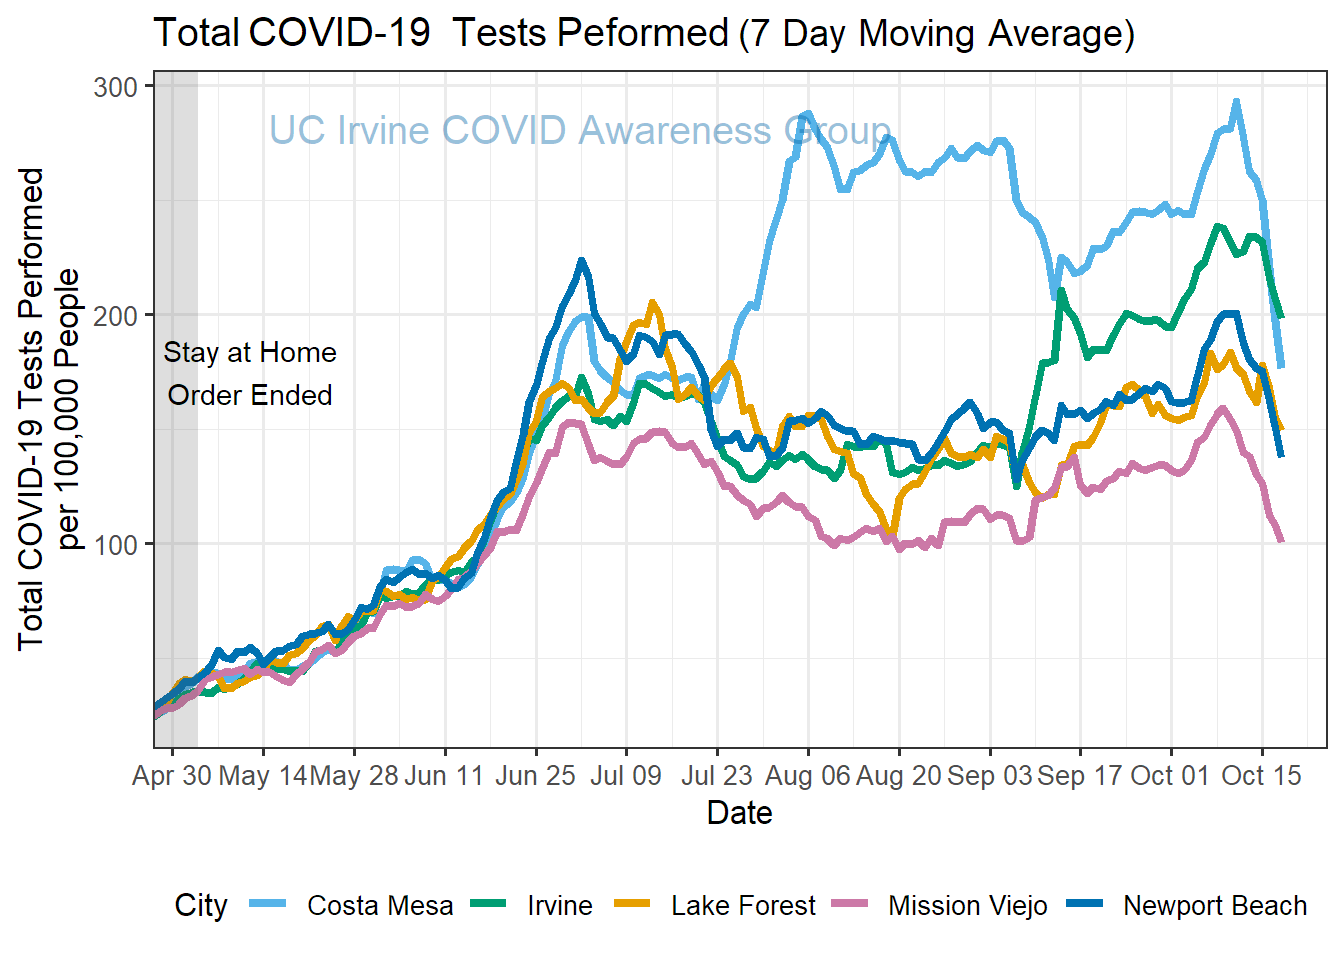 Total COVID-19 Tests Peformed (7 Day Moving Average)
UC Irvine COVID Awareness Group
Total COVID-19 Tests Performed
per 100,000 People
300
200
100
Stay at Home
Order Ended
Apr 30 May 14 May 28 Jun 11 Jun 25 Jul 09 Jul 23 Aug 06 Aug 20 Sep 03 Sep 17 Oct 01 Oct 15
Date
City Costa Mesa Irvine Lake Forest Mission Viejo Newport Beach